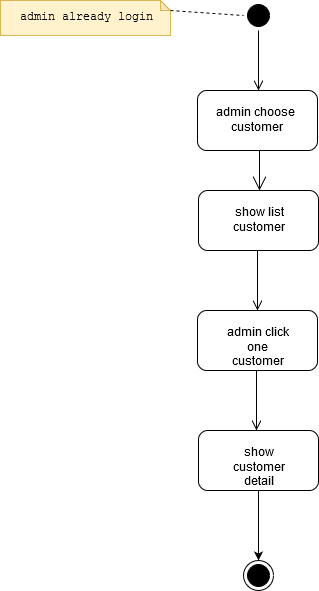 admin already login
admin choose
customer
show list
customer
admin click
one
customer
show
customer
detail